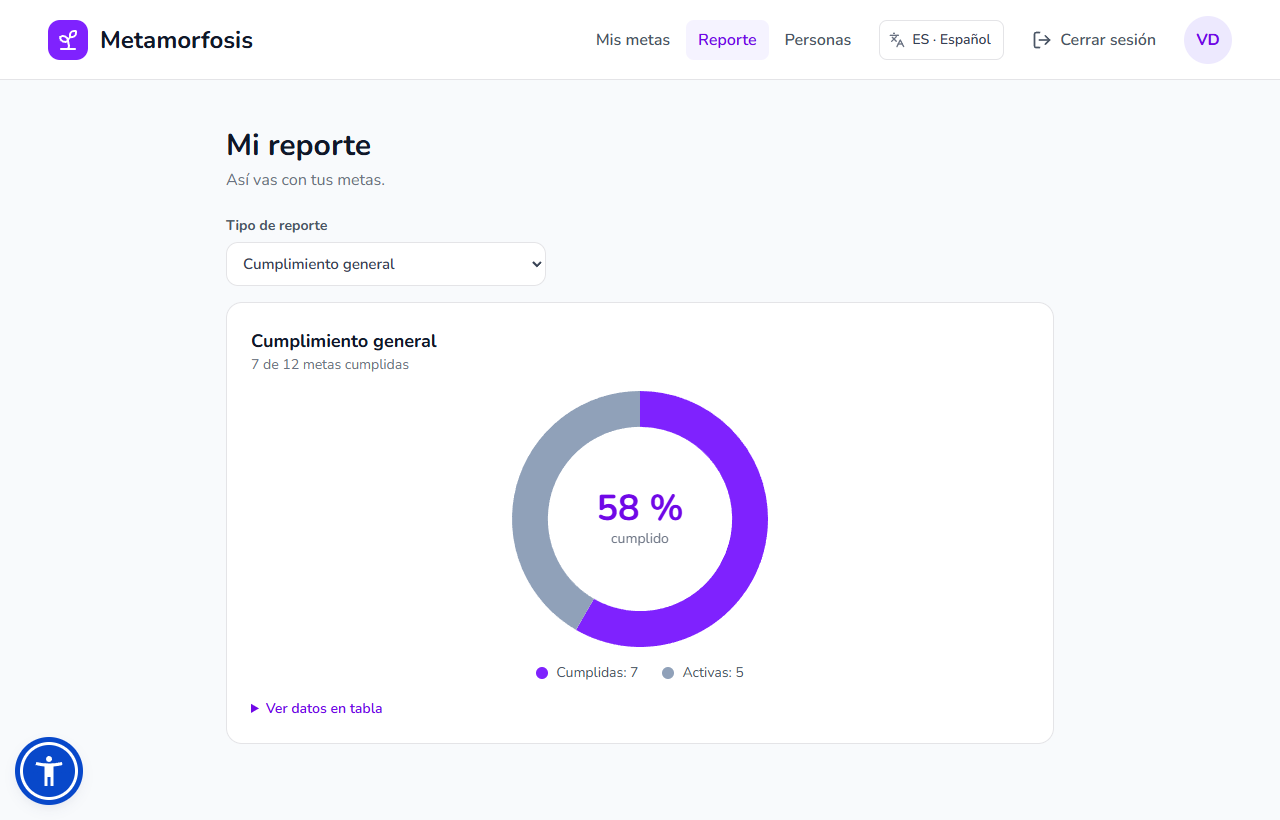 Metamorfosis
Mis metas
Reporte
Personas
ES · Español
Cerrar sesión
VD
Mi reporte
Así vas con tus metas.
Tipo de reporte
Cumplimiento general
Cumplimiento general
7 de 12 metas cumplidas
58 %
cumplido
Cumplidas: 7
Activas: 5
Ver datos en tabla